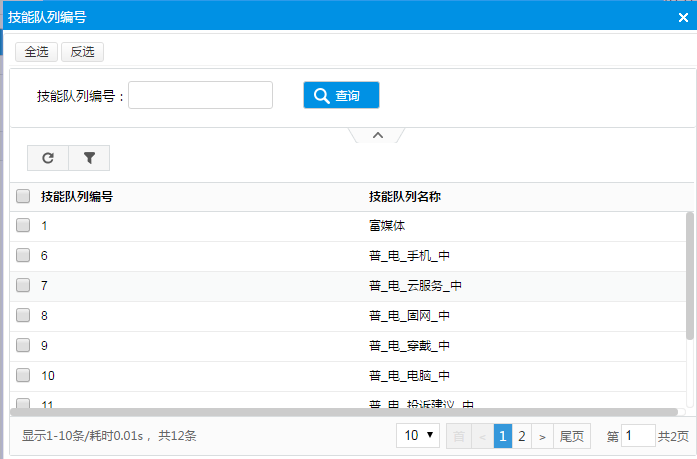 技能队列编号 ×
全选 反选
技能队列编号： 查询
技能队列编号 技能队列名称
1 富媒体
6 普_电_手机_中
7 普_电_云服务_中
8 普_电_固网_中
9 普_电_穿戴_中
10 普_电_电脑_中
11 普_电_投诉建议_中
显示1-10条/耗时0.01s ，共12条 10 ▼ 首 < 1 2 > 尾页 第 1 共2页